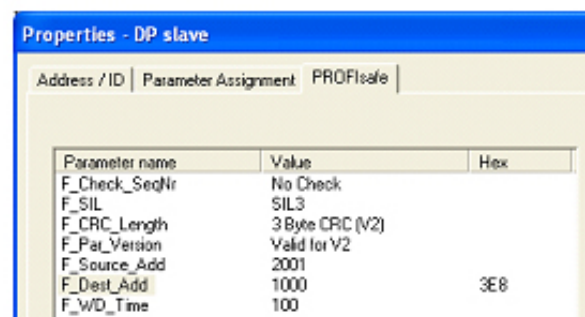 Properties - DP slave
Address / ID Parameter Assignment PROFIsafe
Parameter name Value Hex
F_Check_SeqNr No Check
F_SIL SIL3
F_CRC_Length 3 Byte CRC (V2)
F_Par_Version Valid for V2
F_Source_Add 2001
F_Dest_Add 1000 3E8
F_WD_Time 100